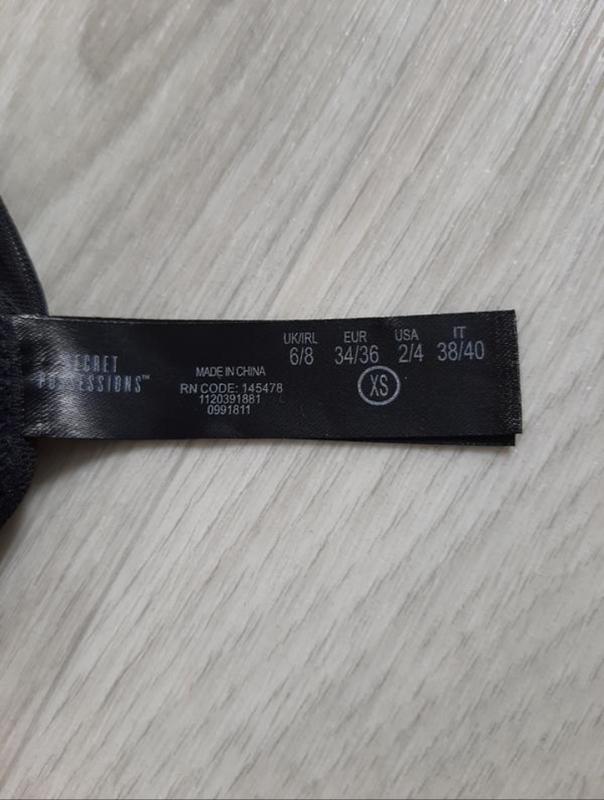 SECRET
POSSESSIONS™
MADE IN CHINA
RN CODE: 145478
1120391881
0991811
UK/IRL EUR USA IT
6/8 34/36 2/4 38/40
XS